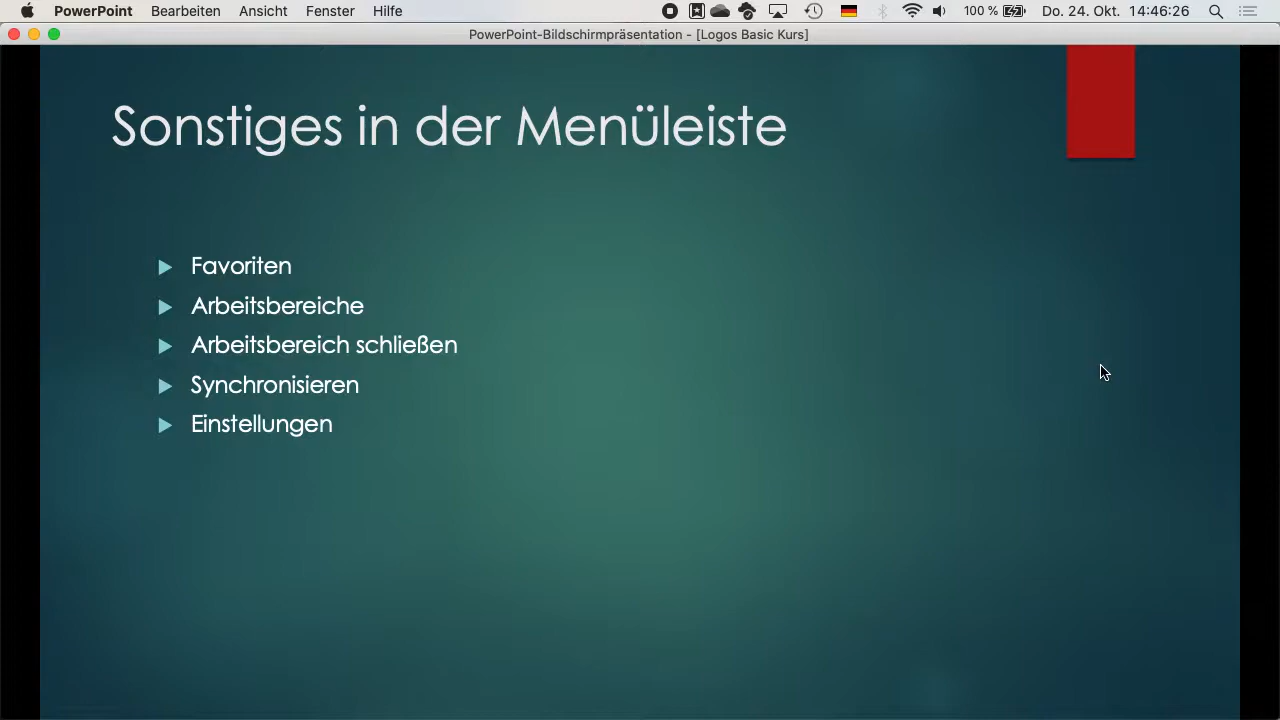 PowerPoint Bearbeiten Ansicht Fenster Hilfe 100 % Do. 24. Okt. 14:46:26
PowerPoint-Bildschirmpräsentation - [Logos Basic Kurs]
Sonstiges in der Menüleiste
Favoriten
Arbeitsbereiche
Arbeitsbereich schließen
Synchronisieren
Einstellungen